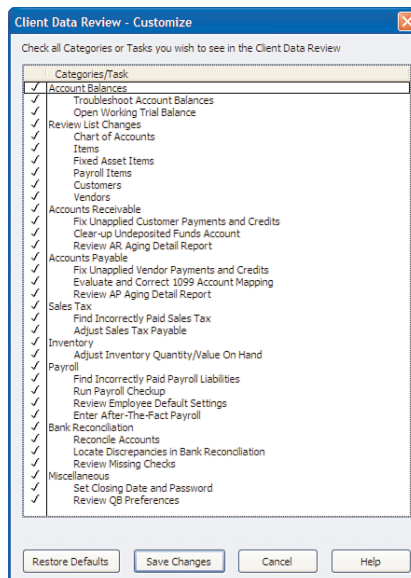 Client Data Review - Customize
Check all Categories or Tasks you wish to see in the Client Data Review
Categories/Task
Account Balances
Troubleshoot Account Balances
Open Working Trial Balance
Review List Changes
Chart of Accounts
Items
Fixed Asset Items
Payroll Items
Customers
Vendors
Accounts Receivable
Fix Unapplied Customer Payments and Credits
Clear-up Undeposited Funds Account
Review AR Aging Detail Report
Accounts Payable
Fix Unapplied Vendor Payments and Credits
Evaluate and Correct 1099 Account Mapping
Review AP Aging Detail Report
Sales Tax
Find Incorrectly Paid Sales Tax
Adjust Sales Tax Payable
Inventory
Adjust Inventory Quantity/Value On Hand
Payroll
Find Incorrectly Paid Payroll Liabilities
Run Payroll Checkup
Review Employee Default Settings
Enter After-The-Fact Payroll
Bank Reconciliation
Reconcile Accounts
Locate Discrepancies in Bank Reconciliation
Review Missing Checks
Miscellaneous
Set Closing Date and Password
Review QB Preferences
Restore Defaults Save Changes Cancel Help